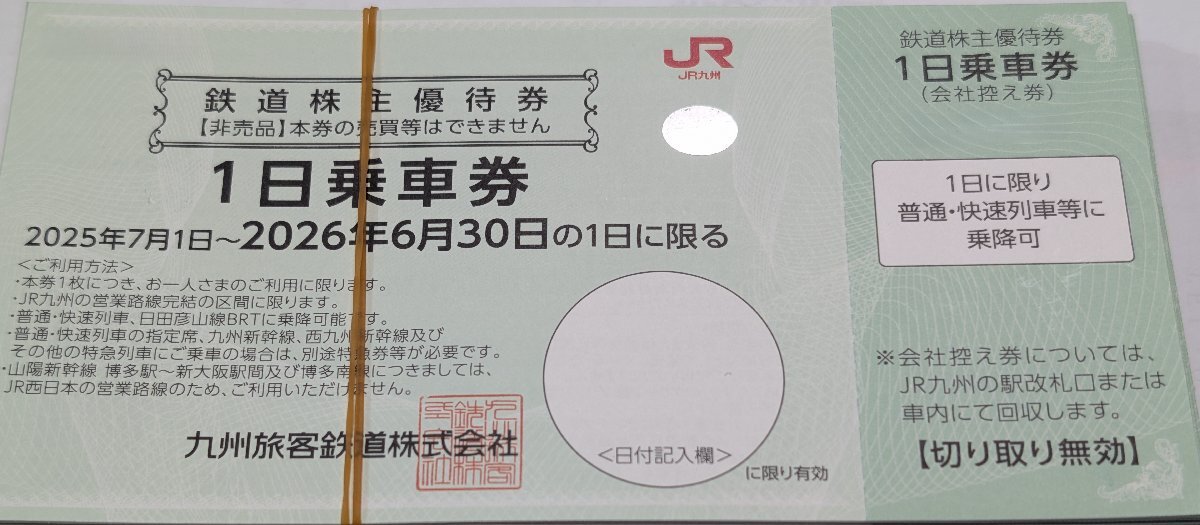 JR
JR九州
鉄道株主優待券
【非売品】本券の売買等はできません
1日乗車券
2025年7月1日～2026年6月30日の1日に限る
＜ご利用方法＞
・本券1枚につき、お一人さまのご利用に限ります。
・JR九州の営業路線完結の区間に限ります。
・普通・快速列車、日田彦山線BRTに乗降可能です。
・普通・快速列車の指定席、九州新幹線、西九州新幹線及び
その他の特急列車にご乗車の場合は、別途特急券等が必要です。
・山陽新幹線 博多駅～新大阪駅間及び博多南線につきましては、
JR西日本の営業路線のため、ご利用いただけません。
九州旅客鉄道株式会社
＜日付記入欄＞
に限り有効
鉄道株主優待券
1日乗車券
(会社控え券)
1日に限り
普通・快速列車等に
乗降可
※会社控え券については、
JR九州の駅改札口または
車内にて回収します。
【切り取り無効】